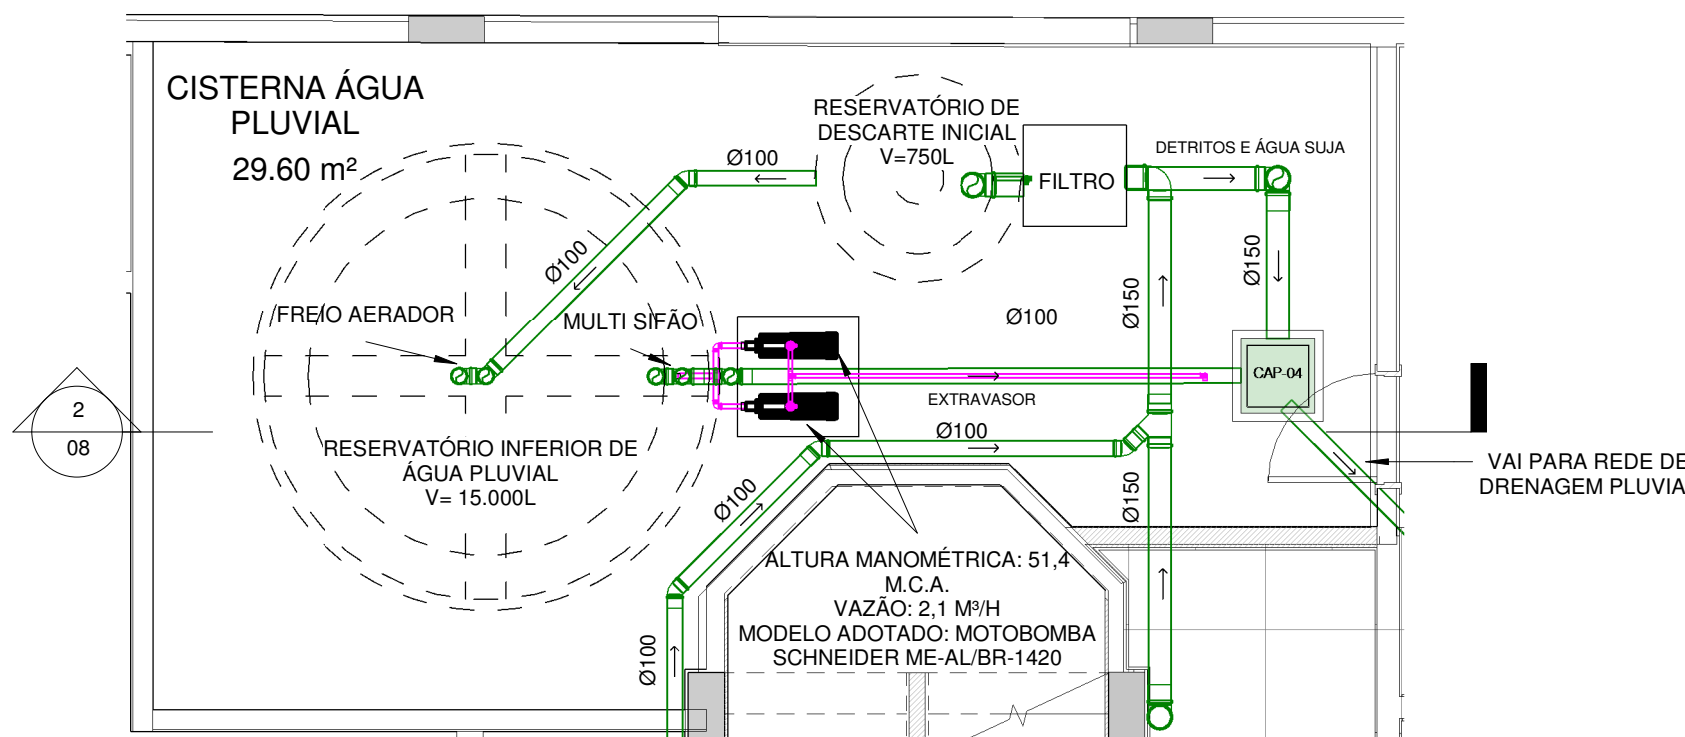 CISTERNA ÁGUA
PLUVIAL
29.60 m²
RESERVATÓRIO DE
DESCARTE INICIAL
V=750L
FILTRO
DETRITOS E ÁGUA SUJA
Ø100
Ø100
Ø150
Ø150
FREIO AERADOR
MULTI SIFÃO
Ø100
CAP-04
EXTRAVASOR
Ø100
2
08
RESERVATÓRIO INFERIOR DE
ÁGUA PLUVIAL
V= 15.000L
Ø100
Ø150
VAI PARA REDE DE
DRENAGEM PLUVIA
ALTURA MANOMÉTRICA: 51,4
M.C.A.
VAZÃO: 2,1 M³/H
MODELO ADOTADO: MOTOBOMBA
SCHNEIDER ME-AL/BR-1420
Ø100